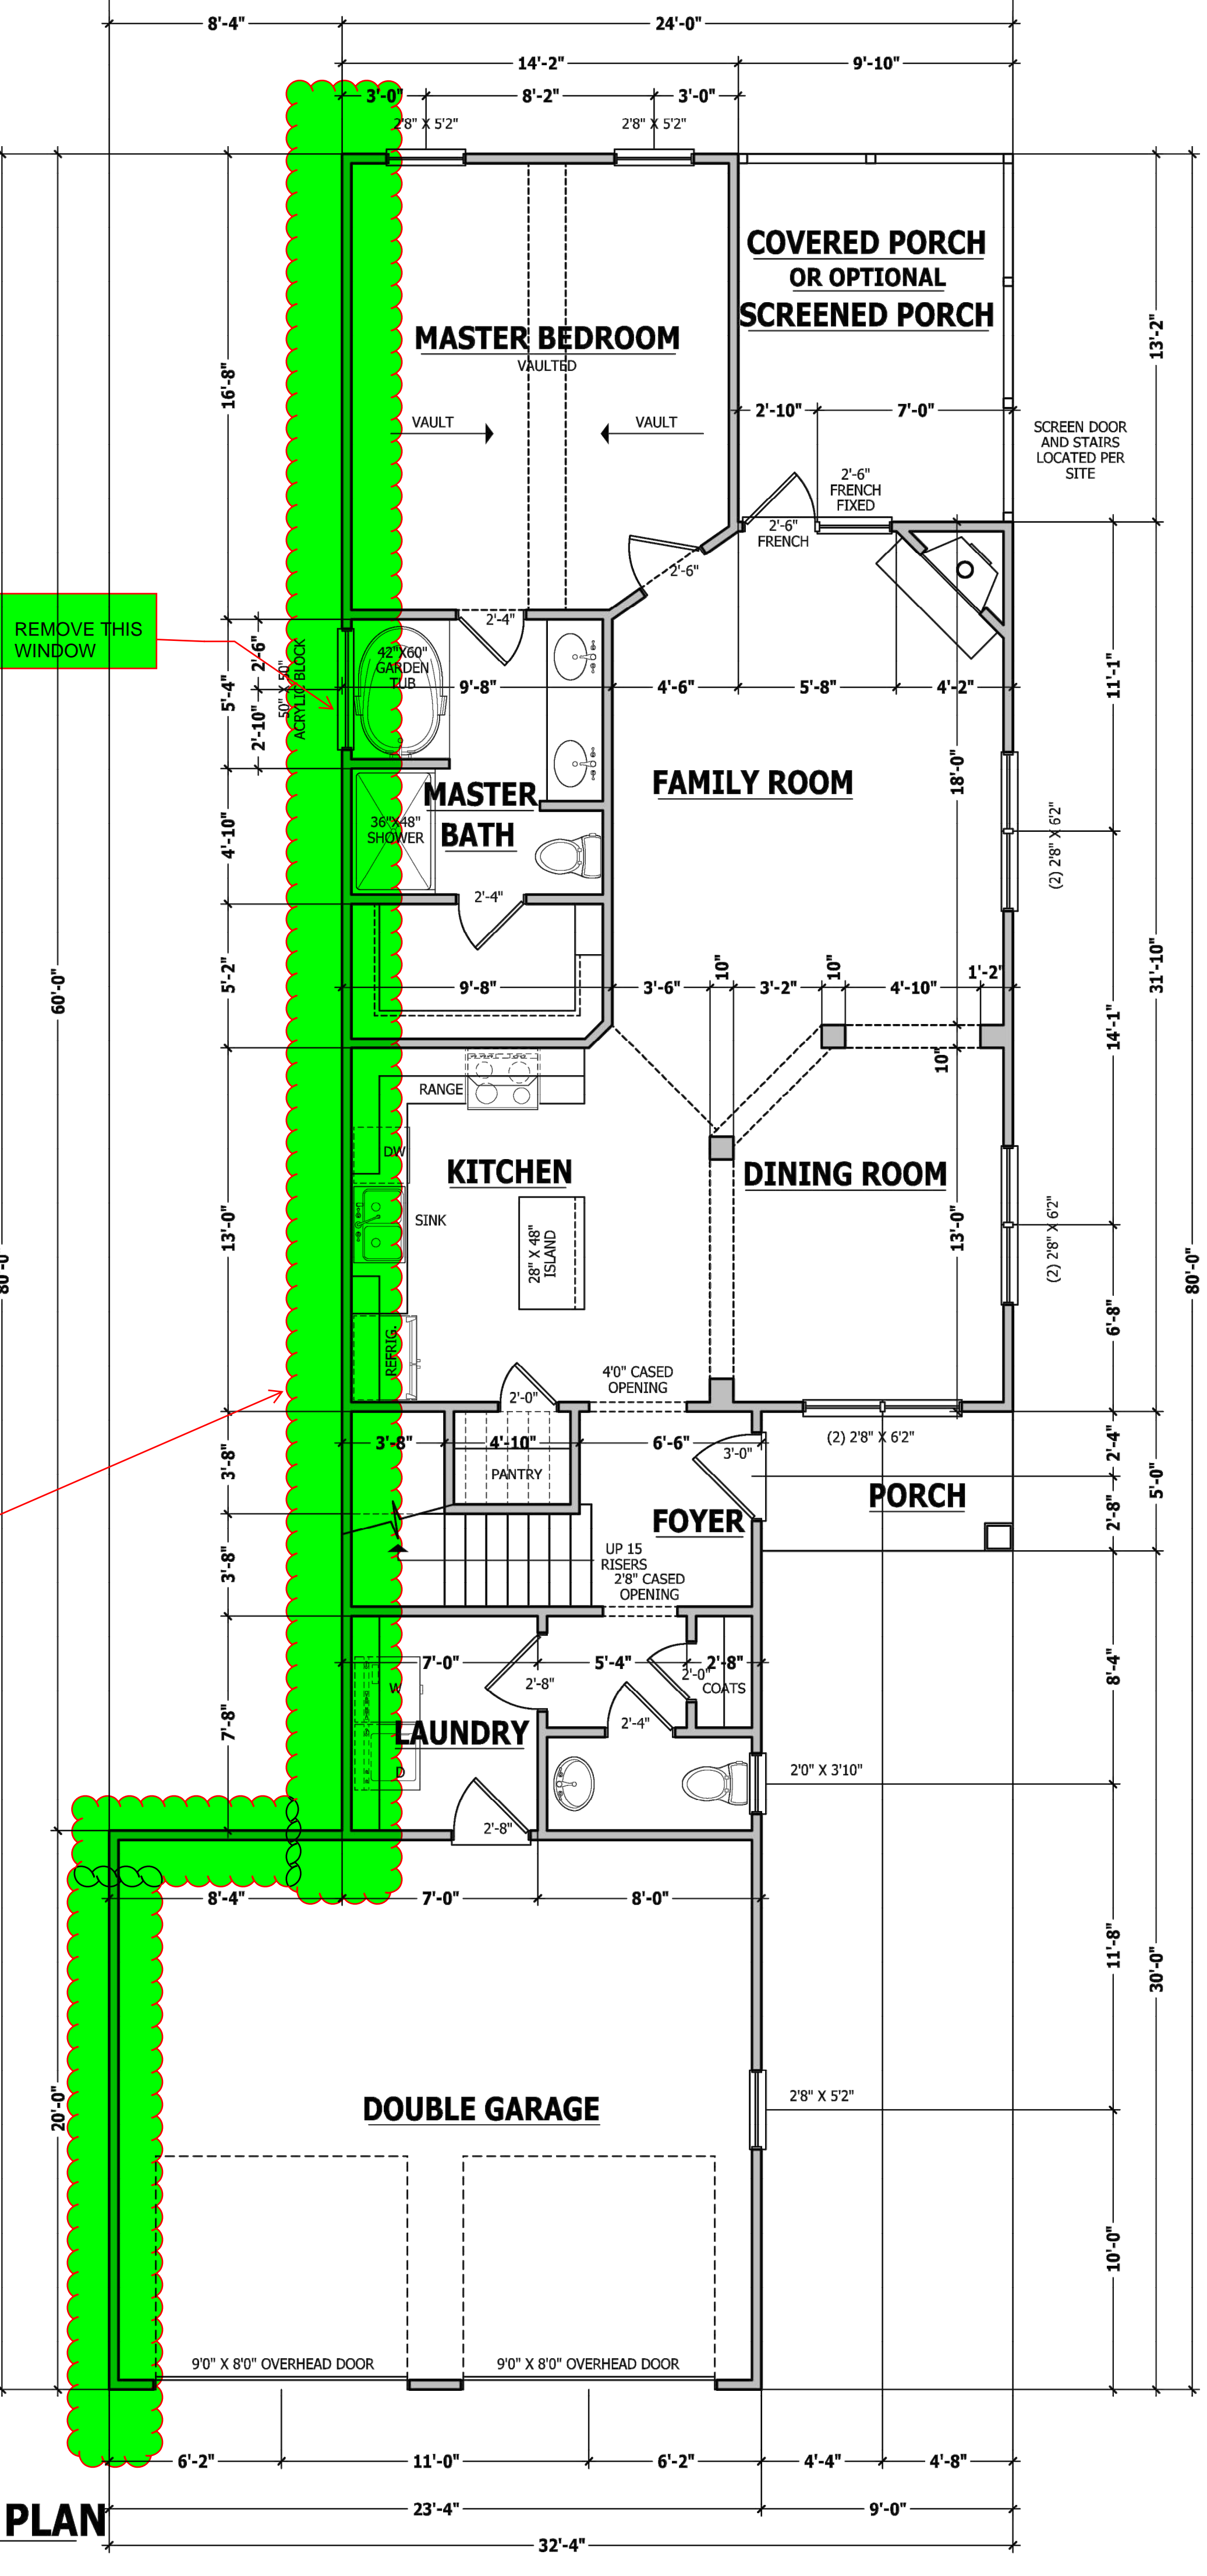 8'-4"
24'-0"
14'-2"
9'-10"
3'-0"
8'-2"
3'-0"
2'8" X 5'2"
2'8" X 5'2"
COVERED PORCH
OR OPTIONAL
SCREENED PORCH
13'-2"
MASTER BEDROOM
VAULTED
16'-8"
VAULT
VAULT
2'-10"
7'-0"
SCREEN DOOR
AND STAIRS
LOCATED PER
SITE
2'-6"
FRENCH
FIXED
2'-6"
FRENCH
2'-6"
REMOVE THIS
WINDOW
2'-4"
2'-6"
5'-4"
2'-10"
50" X 50"
ACRYLIC BLOCK
42"X60"
GARDEN
TUB
9'-8"
4'-6"
5'-8"
4'-2"
11'-1"
18'-0"
FAMILY ROOM
MASTER
BATH
36"X48"
SHOWER
4'-10"
(2) 2'8" X 6'2"
2'-4"
5'-2"
9'-8"
3'-6"
10"
3'-2"
10"
4'-10"
1'-2"
31'-10"
60'-0"
14'-1"
10"
RANGE
DW
KITCHEN
DINING ROOM
SINK
28" X 48"
ISLAND
13'-0"
13'-0"
(2) 2'8" X 6'2"
80'-0"
80'-0"
6'-8"
REFRIG.
4'0" CASED
OPENING
2'-0"
3'-8"
4'-10"
6'-6"
3'-0"
(2) 2'8" X 6'2"
2'-4"
3'-8"
PANTRY
PORCH
5'-0"
2'-8"
FOYER
UP 15
RISERS
2'8" CASED
OPENING
3'-8"
7'-0"
5'-4"
2'-0"
2'-8"
COATS
8'-4"
2'-8"
W
2'-4"
LAUNDRY
7'-8"
D
2'0" X 3'10"
2'-8"
8'-4"
7'-0"
8'-0"
11'-8"
30'-0"
20'-0"
DOUBLE GARAGE
2'8" X 5'2"
10'-0"
9'0" X 8'0" OVERHEAD DOOR
9'0" X 8'0" OVERHEAD DOOR
6'-2"
11'-0"
6'-2"
4'-4"
4'-8"
PLAN
23'-4"
9'-0"
32'-4"